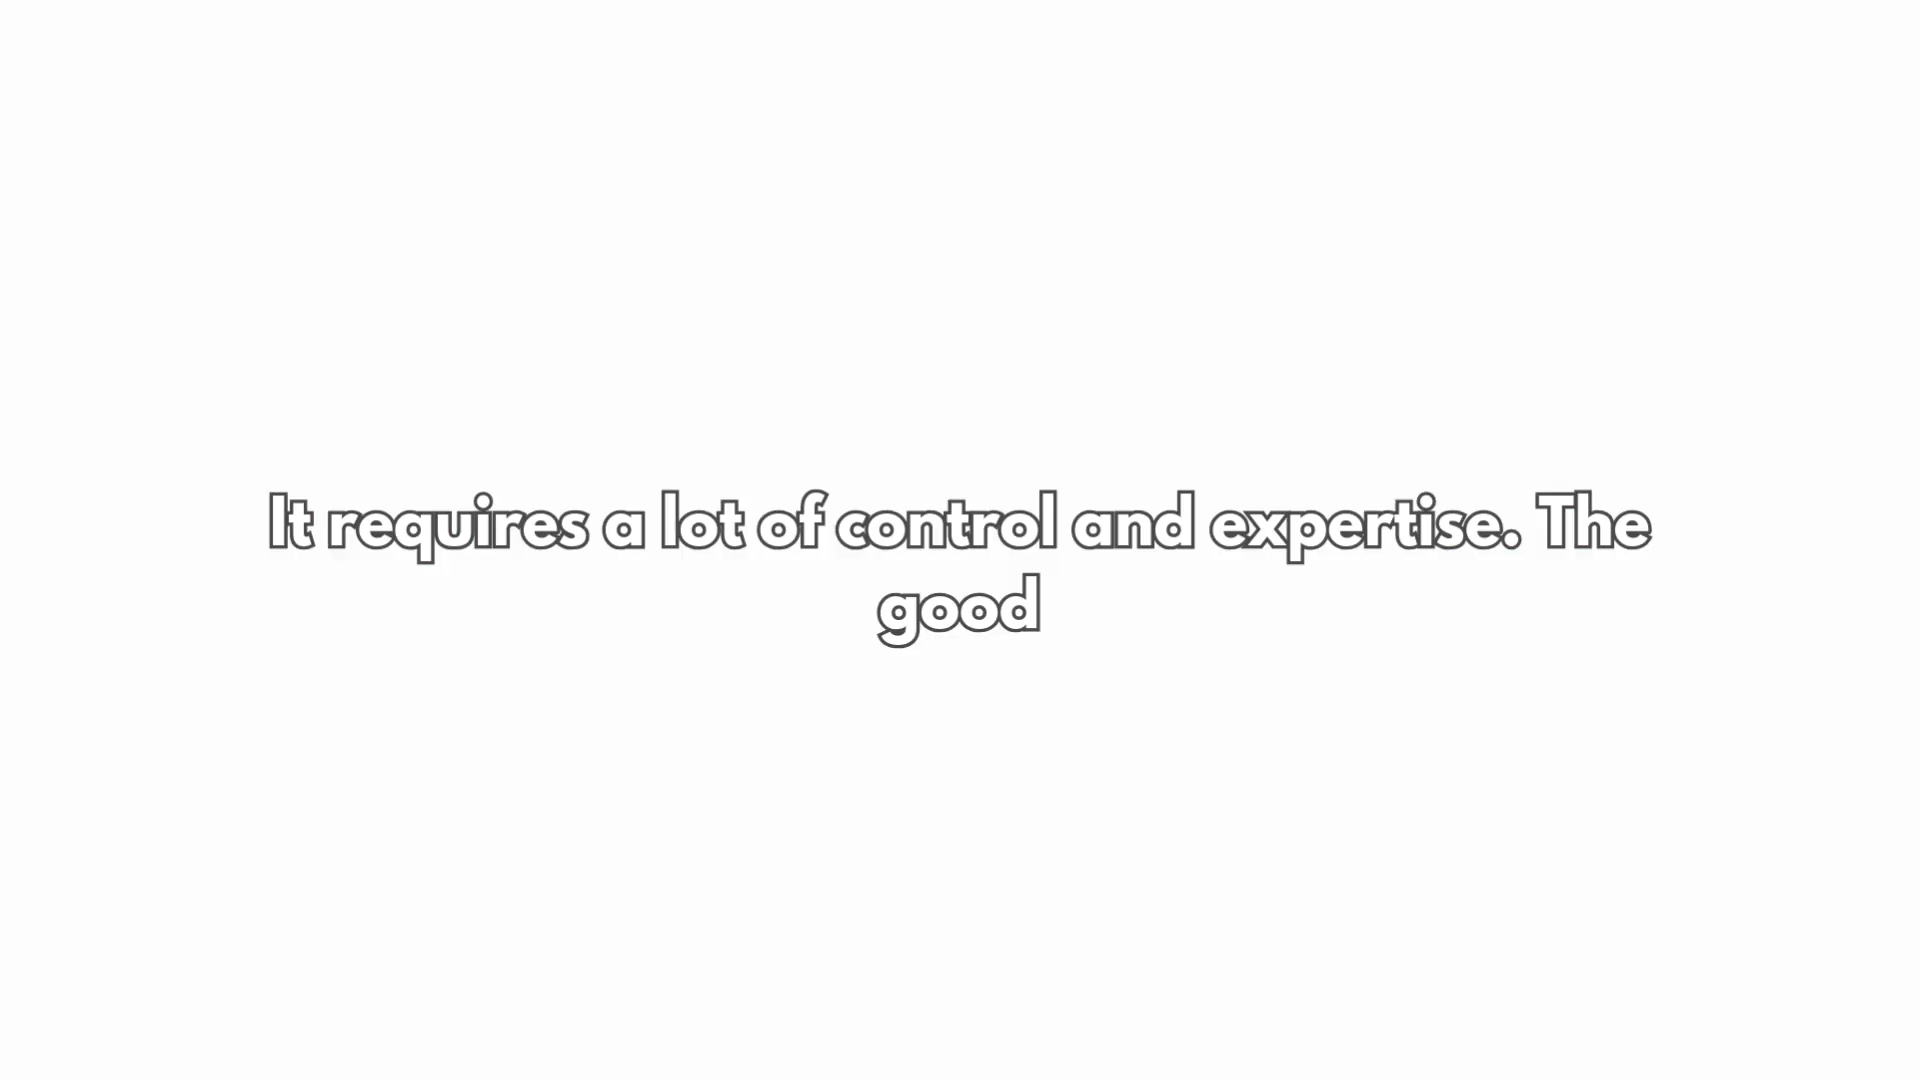 It requires a lot of control and expertise. The
good